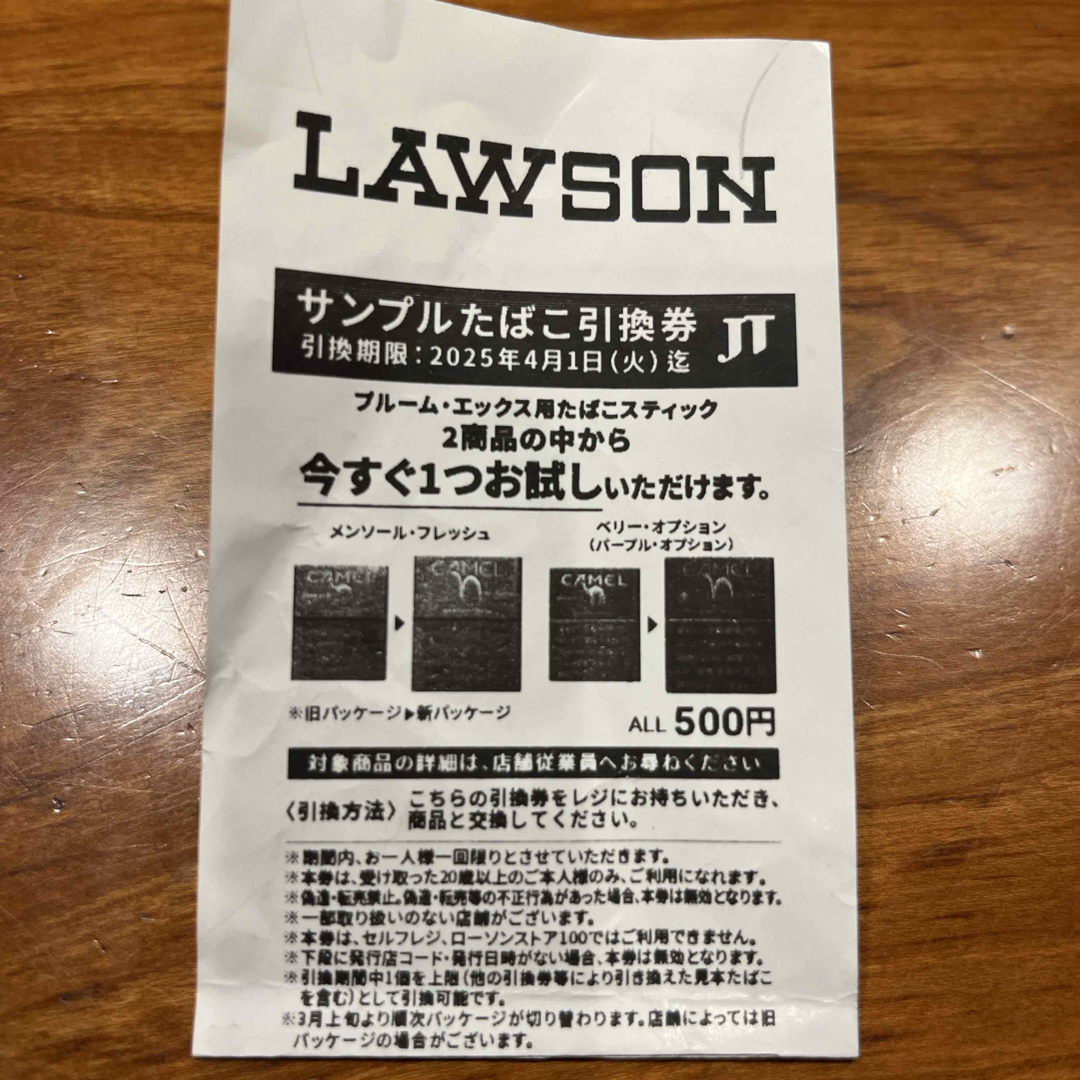 LAWSON
サンプルたばこ引換券 JT
引換期限：2025年4月1日（火）迄
プルーム・エックス用たばこスティック
2商品の中から
今すぐ1つお試しいただけます。
メンソール・フレッシュ
ベリー・オプション
（パープル・オプション）
CAMEL ▶ CAMEL CAMEL ▶ CAMEL
※旧パッケージ▶新パッケージ
ALL 500円
対象商品の詳細は、店舗従業員へお尋ねください
〈引換方法〉こちらの引換券をレジにお持ちいただき、
商品と交換してください。
※期間内、お一人様一回限りとさせていただきます。
※本券は、受け取った20歳以上のご本人様のみ、ご利用になれます。
※偽造・転売禁止。偽造・転売等の不正行為があった場合、本券は無効となります。
※一部取り扱いのない店舗がございます。
※本券は、セルフレジ、ローソンストア100ではご利用できません。
※下段に発行店コード・発行日時がない場合、本券は無効となります。
※引換期間中1個を上限（他の引換券等により引き換えた見本たばこ
を含む）として引換可能です。
※3月上旬より順次パッケージが切り替わります。店舗によっては旧
パッケージの場合がございます。